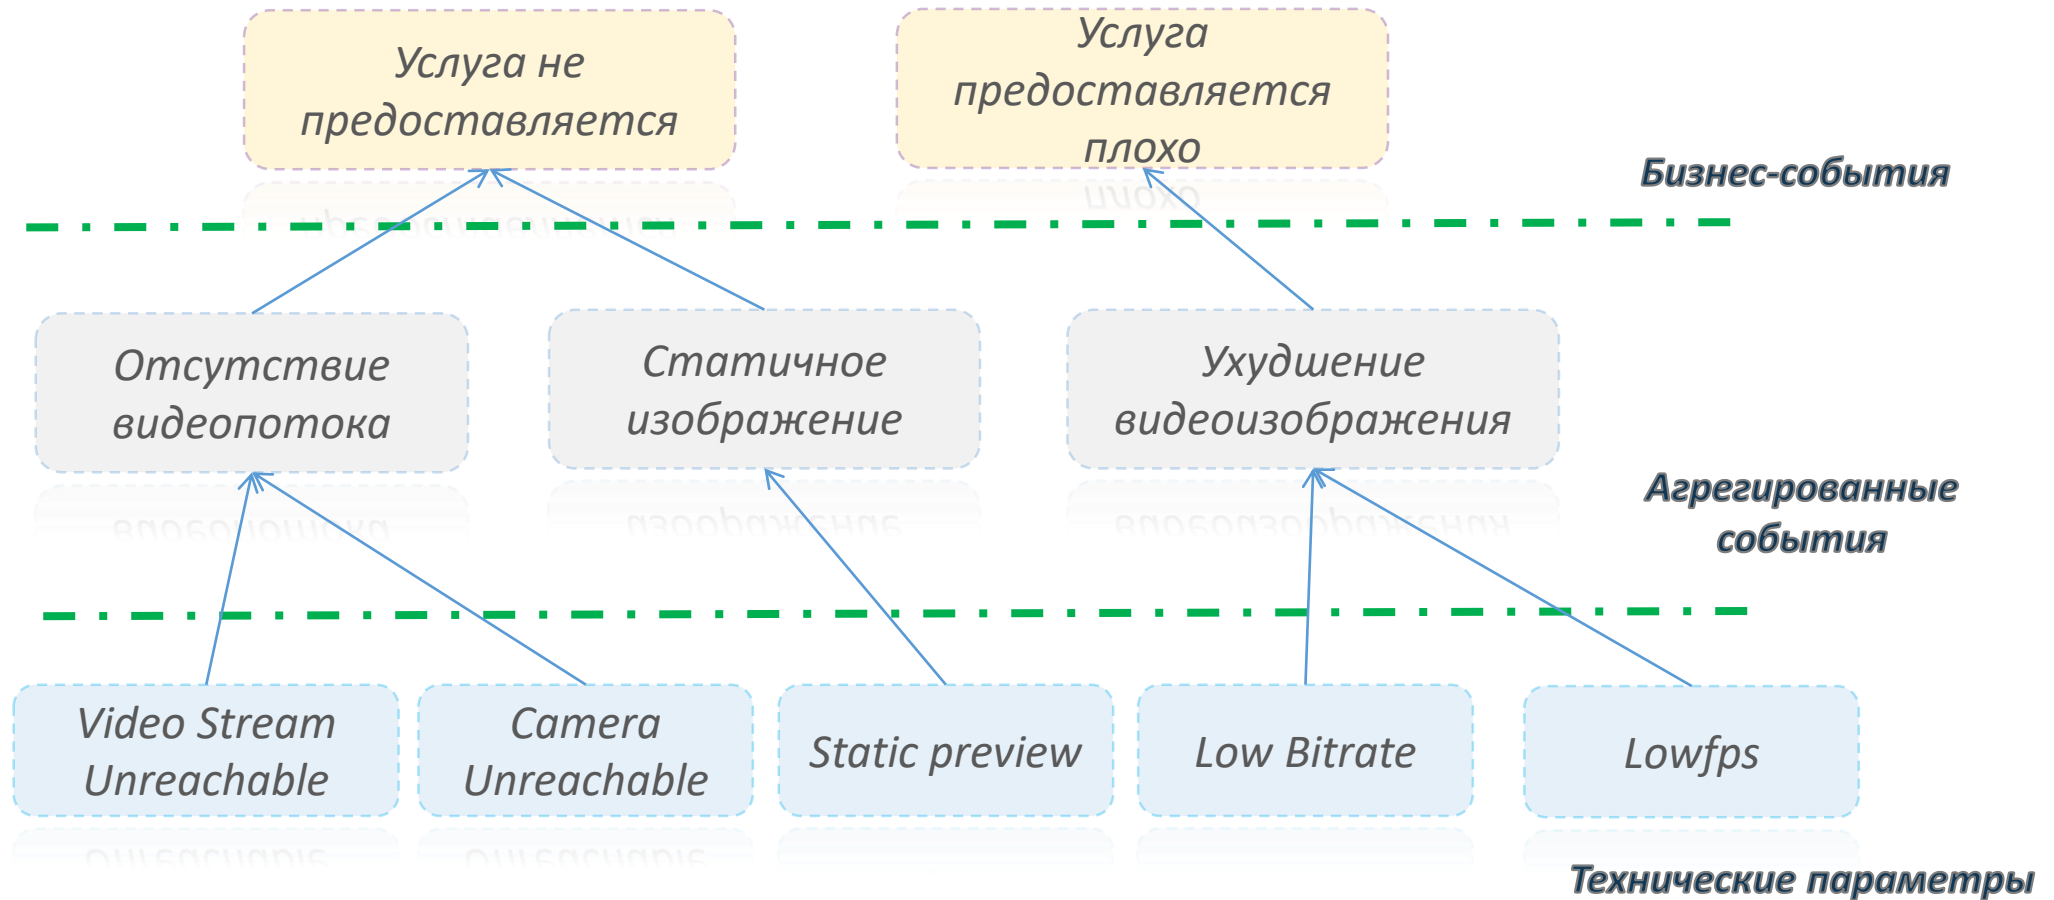 Услуга не
предоставляется
Услуга
предоставляется
плохо
Бизнес-события
Отсутствие
видеопотока
Статичное
изображение
Ухудшение
видеоизображения
Агрегированные
события
Video Stream
Unreachable
Camera
Unreachable
Static preview
Low Bitrate
Lowfps
Технические параметры